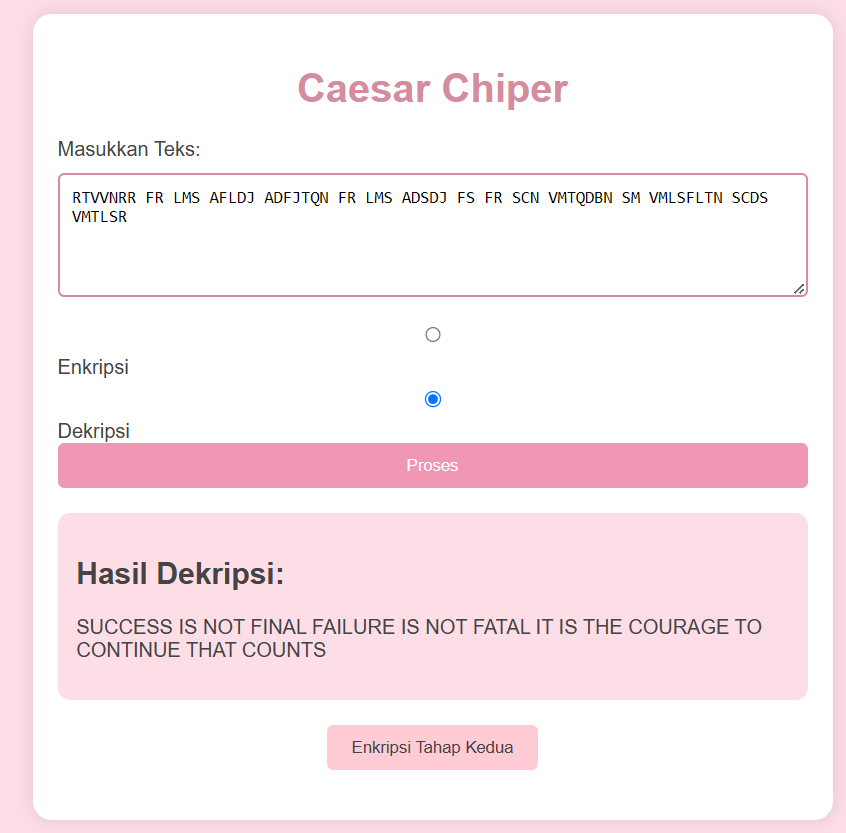 Caesar Chiper
Masukkan Teks:
RTVVNRR FR LMS AFLDJ ADFJTQN FR LMS ADSDJ FS FR SCN VMTQDBN SM VMLSFLTN SCDS
VMTLSR
Enkripsi
Dekripsi
Proses
Hasil Dekripsi:
SUCCESS IS NOT FINAL FAILURE IS NOT FATAL IT IS THE COURAGE TO
CONTINUE THAT COUNTS
Enkripsi Tahap Kedua